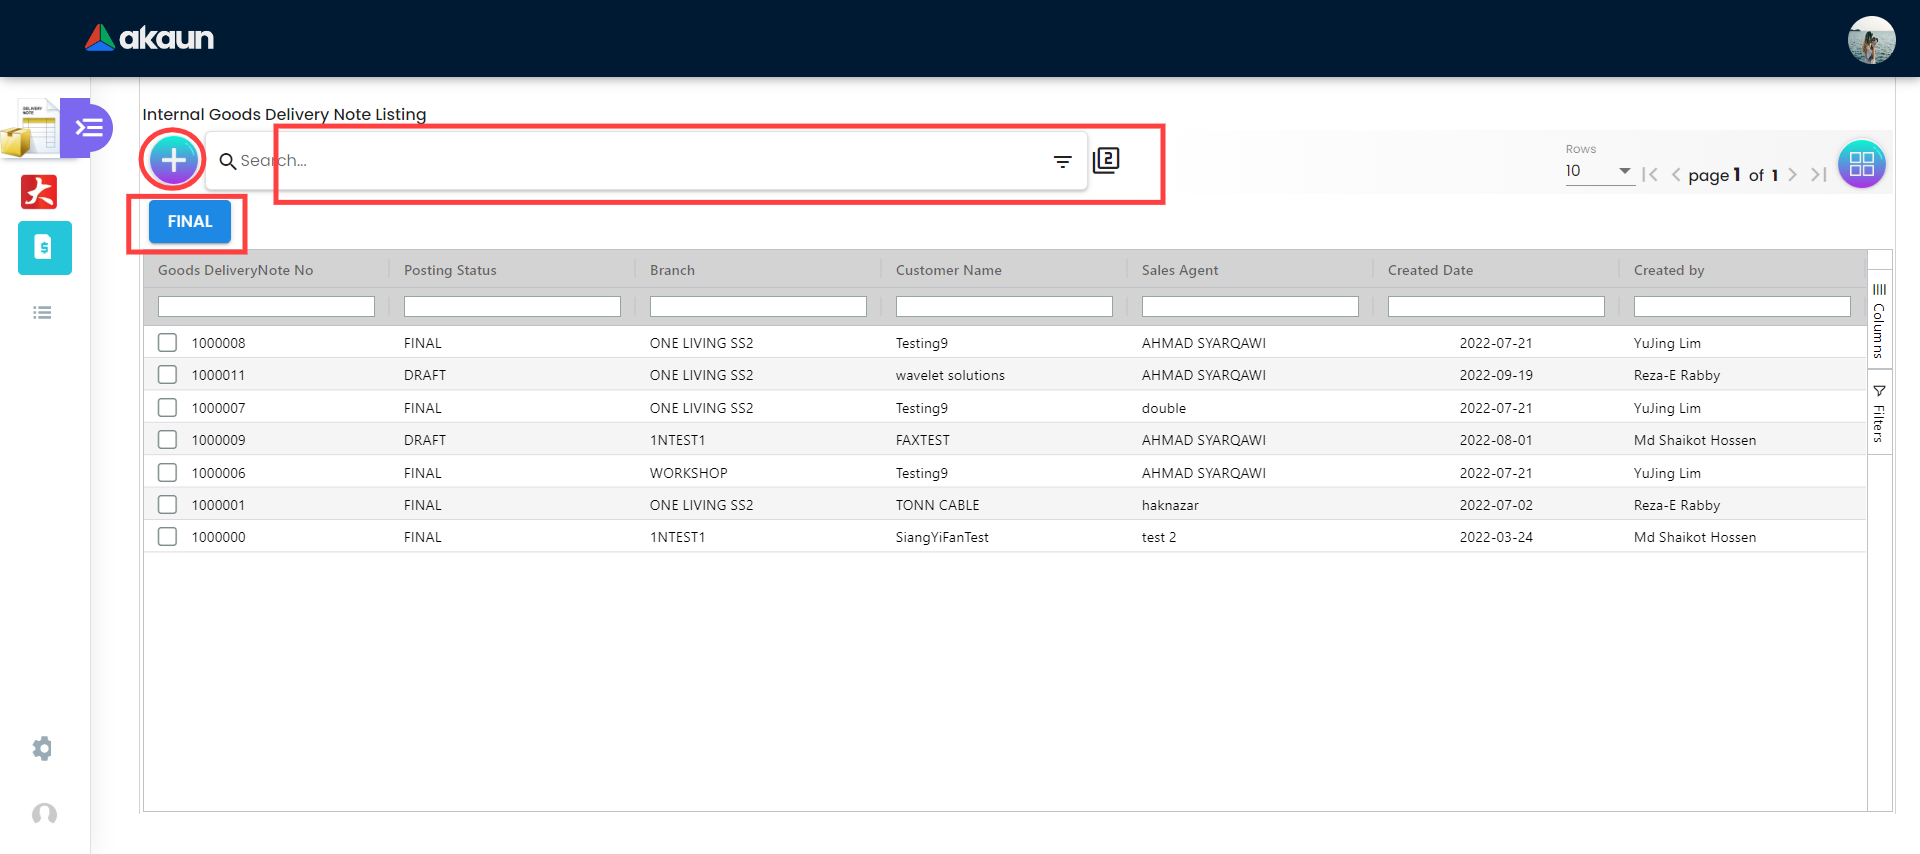 akaun
DELIVERY
NOTE
Internal Goods Delivery Note Listing
Search...
2
Rows
10
page 1 of 1
FINAL
Goods DeliveryNote No Posting Status Branch Customer Name Sales Agent Created Date Created by
1000008 FINAL ONE LIVING SS2 Testing9 AHMAD SYARQAWI 2022-07-21 YuJing Lim
1000011 DRAFT ONE LIVING SS2 wavelet solutions AHMAD SYARQAWI 2022-09-19 Reza-E Rabby
1000007 FINAL ONE LIVING SS2 Testing9 double 2022-07-21 YuJing Lim
1000009 DRAFT 1NTEST1 FAXTEST AHMAD SYARQAWI 2022-08-01 Md Shaikot Hossen
1000006 FINAL WORKSHOP Testing9 AHMAD SYARQAWI 2022-07-21 YuJing Lim
1000001 FINAL ONE LIVING SS2 TONN CABLE haknazar 2022-07-02 Reza-E Rabby
1000000 FINAL 1NTEST1 SiangYiFanTest test 2 2022-03-24 Md Shaikot Hossen
Columns
Filters